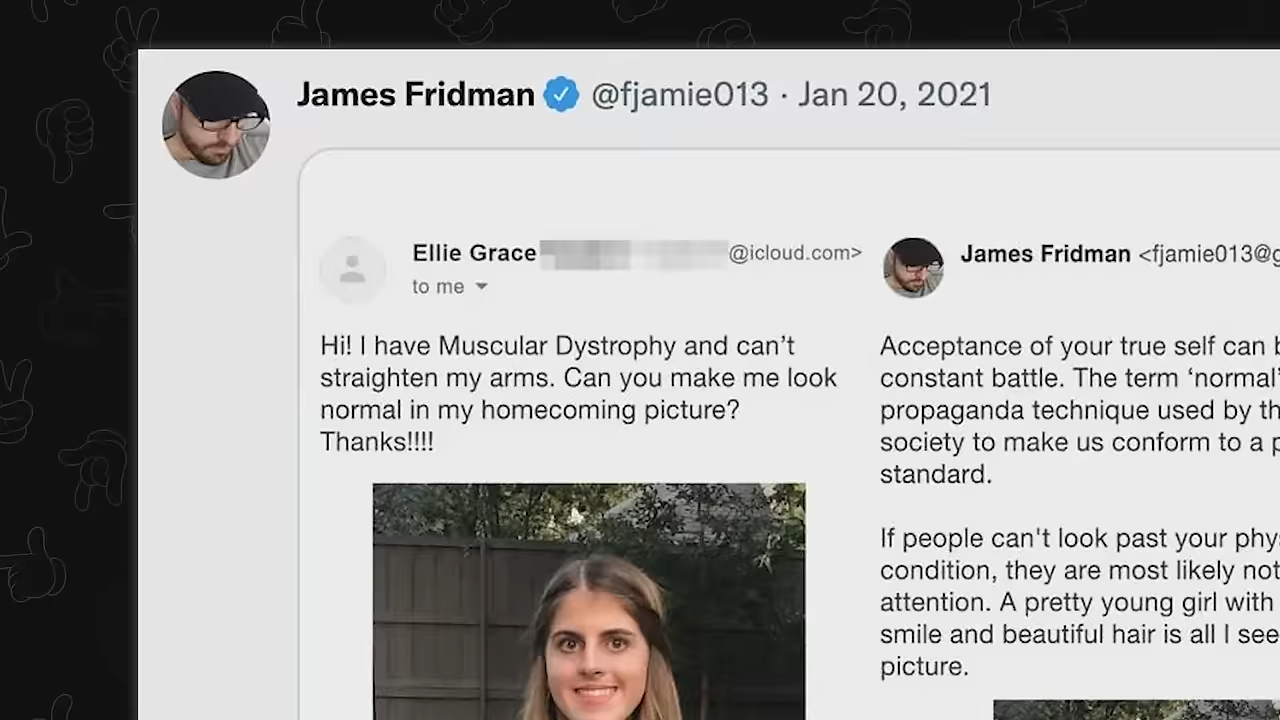 James Fridman @fjamie013 · Jan 20, 2021
Ellie Grace @icloud.com>
to me
Hi! I have Muscular Dystrophy and can’t
straighten my arms. Can you make me look
normal in my homecoming picture?
Thanks!!!!
James Fridman <fjamie013@g
Acceptance of your true self can b
constant battle. The term ‘normal’
propaganda technique used by th
society to make us conform to a p
standard.
If people can't look past your phys
condition, they are most likely not
attention. A pretty young girl with
smile and beautiful hair is all I see
picture.